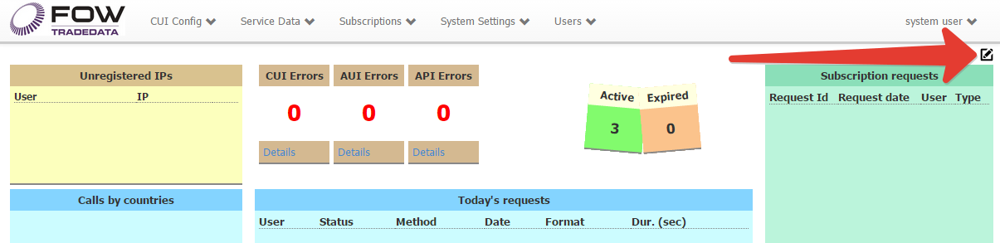 FOW
TRADEDATA
CUI Config
Service Data
Subscriptions
System Settings
Users
system user
Unregistered IPs
User IP
CUI Errors
0
Details
AUI Errors
0
Details
API Errors
0
Details
Active Expired
3 0
Subscription requests
Request Id Request date User Type
Calls by countries
Today's requests
User Status Method Date Format Dur. (sec)